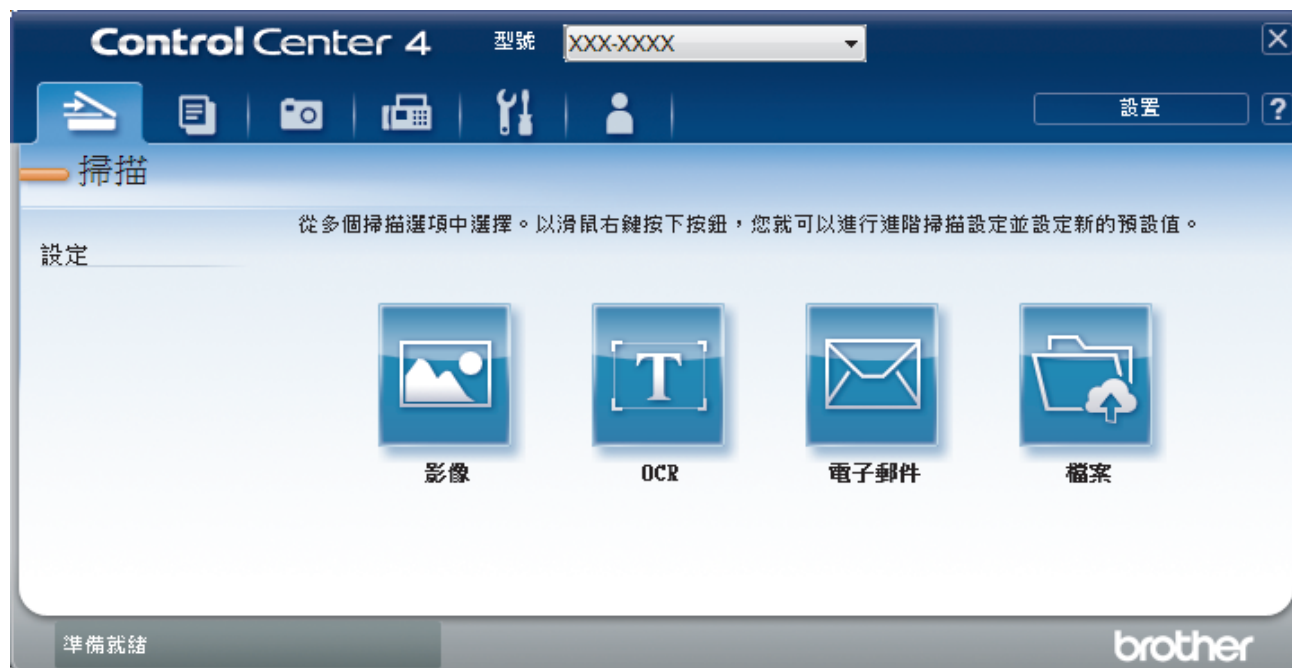 Control Center 4 型號 XXX-XXXX
設置 ?
掃描
從多個掃描選項中選擇。以滑鼠右鍵按下按鈕，您就可以進行進階掃描設定並設定新的預設值。
設定
T
影像 OCR 電子郵件 檔案
準備就緒 brother